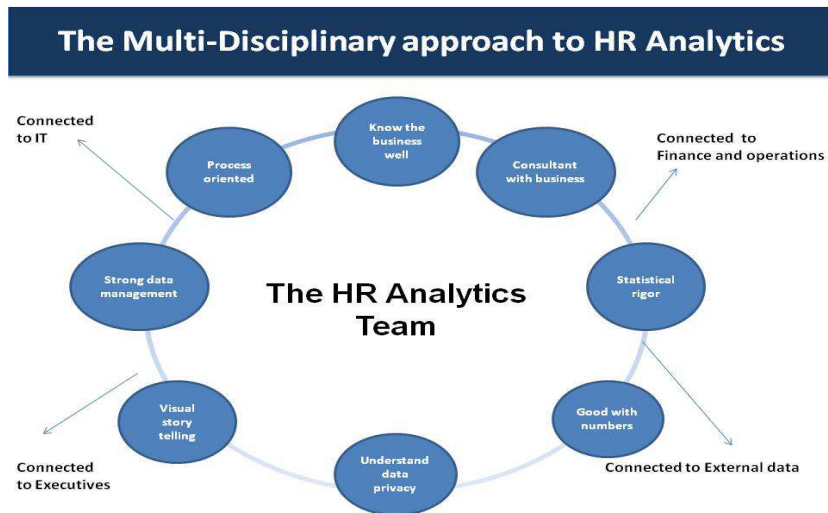 The Multi-Disciplinary approach to HR Analytics
Connected
to IT
Process
oriented
Know the
business
well
Consultant
with business
Connected to
Finance and operations
Strong data
management
The HR Analytics
Team
Statistical
rigor
Visual
story
telling
Good with
numbers
Connected
to Executives
Understand
data
privacy
Connected to External data